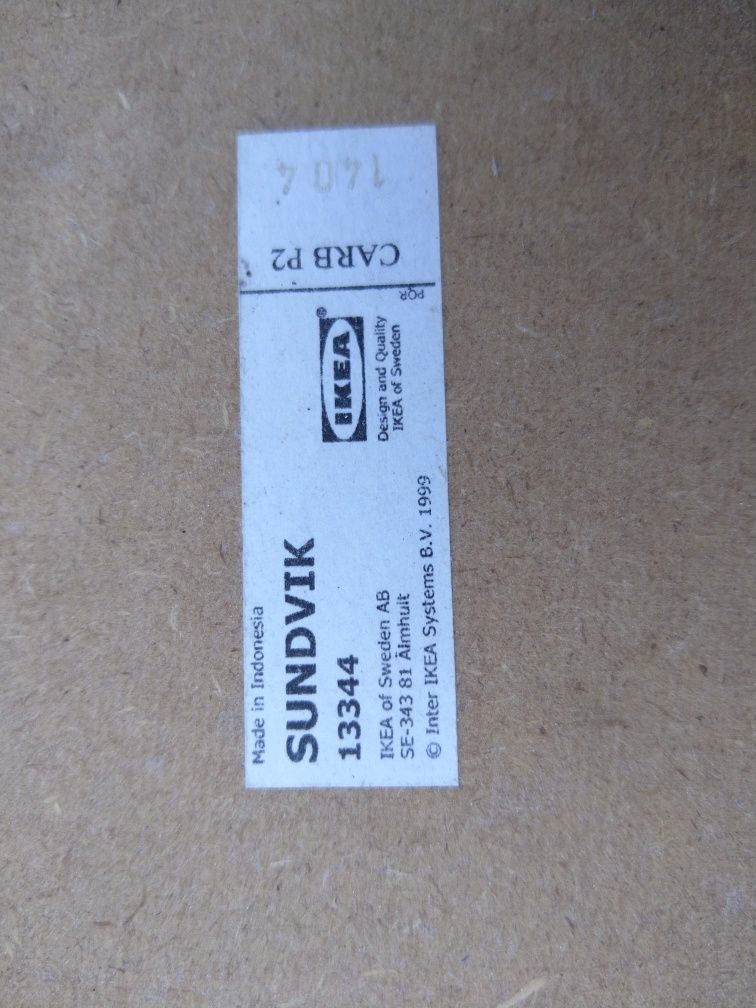 Made in Indonesia
SUNDVIK
13344
IKEA®
Design and Quality
IKEA of Sweden
IKEA of Sweden AB
SE-343 81 Älmhult
© Inter IKEA Systems B.V. 1999
PQR
CARB P2
1404